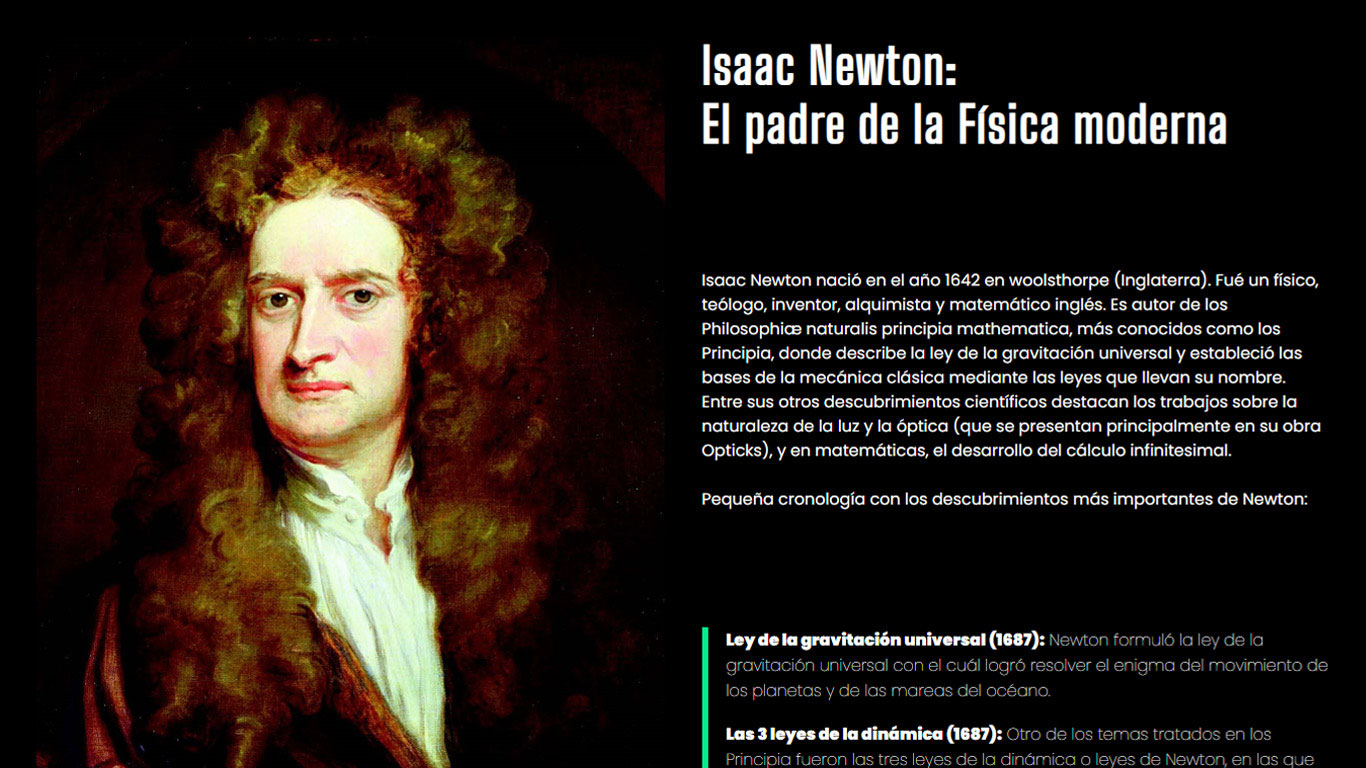 Isaac Newton:
El padre de la Física moderna
Isaac Newton nació en el año 1642 en woolsthorpe (Inglaterra). Fué un físico,
teólogo, inventor, alquimista y matemático inglés. Es autor de los
Philosophiæ naturalis principia mathematica, más conocidos como los
Principia, donde describe la ley de la gravitación universal y estableció las
bases de la mecánica clásica mediante las leyes que llevan su nombre.
Entre sus otros descubrimientos científicos destacan los trabajos sobre la
naturaleza de la luz y la óptica (que se presentan principalmente en su obra
Opticks), y en matemáticas, el desarrollo del cálculo infinitesimal.
Pequeña cronología con los descubrimientos más importantes de Newton:
Ley de la gravitación universal (1687): Newton formuló la ley de la
gravitación universal con el cuál logró resolver el enigma del movimiento de
los planetas y de las mareas del océano.
Las 3 leyes de la dinámica (1687): Otro de los temas tratados en los
Principia fueron las tres leyes de la dinámica o leyes de Newton, en las que